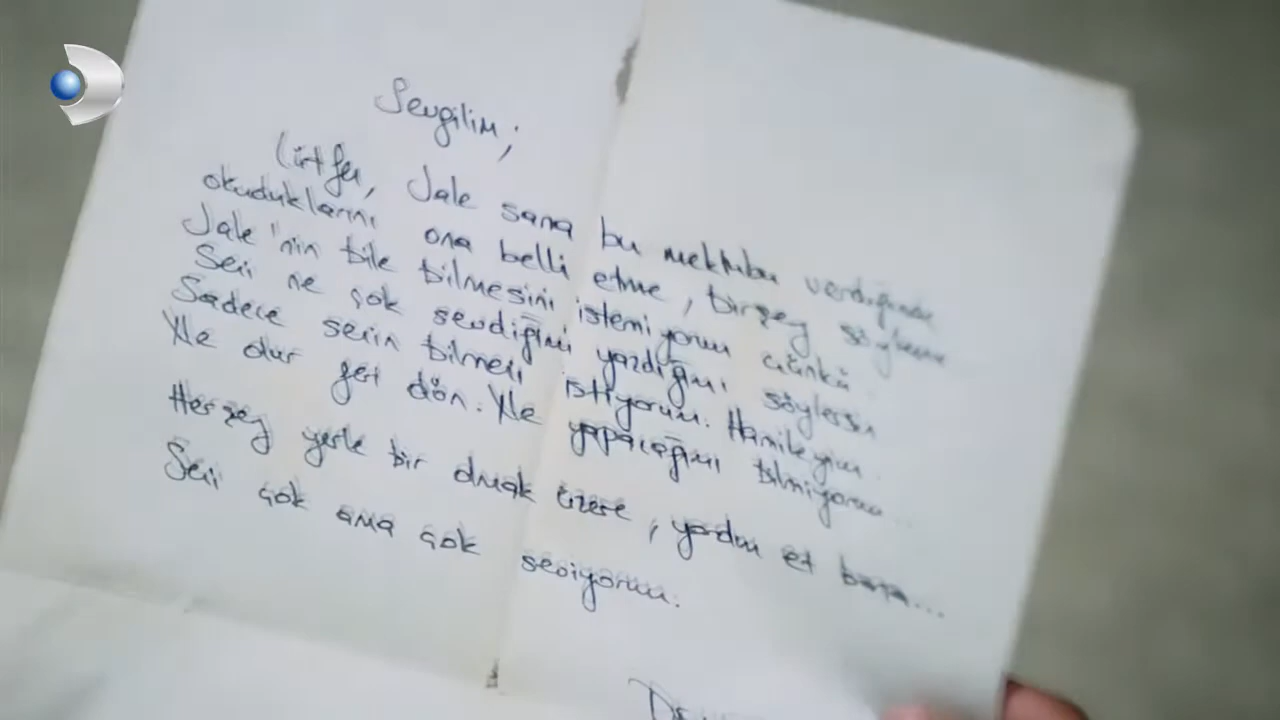 Sevgilim;
Lütfen, Jale sana bu mektubu verdiğinde
okuduklarını ona belli etme, birşey söyleme
Jale'nin bile bilmesini istemiyorum çünkü
Seni ne çok sevdiğimi yazdığımı söylersin
Sadece senin bilmeni istiyorum. Hamileyim
Ne olur geri dön. Ne yapacağımı bilmiyorum...
Herşey yerle bir olmak üzere, yardım et bana...
Seni çok ama çok seviyorum.